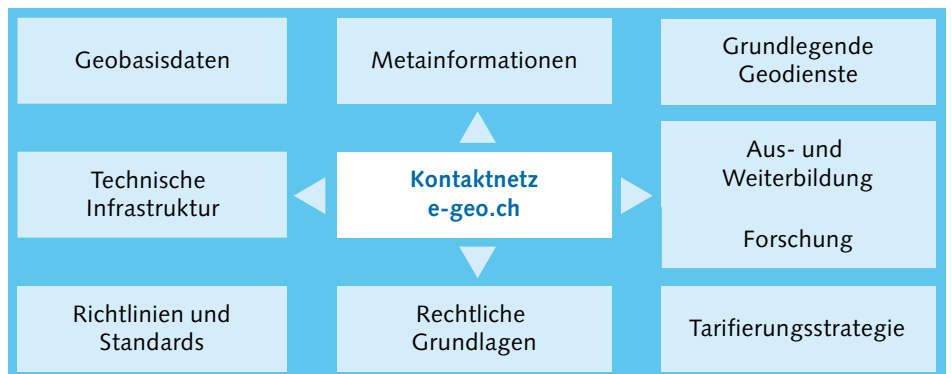 Geobasisdaten
Metainformationen
Grundlegende
Geodienste
Technische
Infrastruktur
Kontaktnetz
e-geo.ch
Aus- und
Weiterbildung
Forschung
Richtlinien und
Standards
Rechtliche
Grundlagen
Tarifierungsstrategie